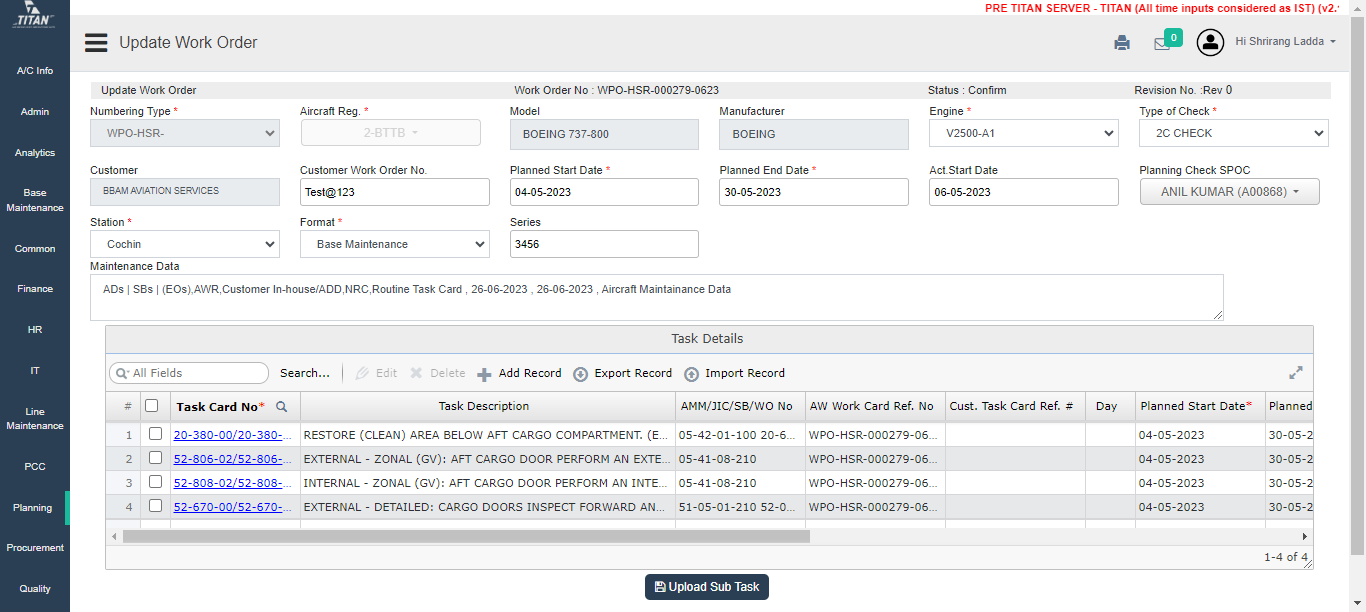 PRE TITAN SERVER - TITAN (All time inputs considered as IST) (v2.
TITAN
Update Work Order
0
Hi Shrirang Ladda
A/C Info
Admin
Analytics
Base
Maintenance
Common
Finance
HR
IT
Line
Maintenance
PCC
Planning
Procurement
Quality
Update Work Order Work Order No : WPO-HSR-000279-0623 Status : Confirm Revision No. :Rev 0
Numbering Type * Aircraft Reg. * Model Manufacturer Engine * Type of Check *
WPO-HSR- 2-BTTB BOEING 737-800 BOEING V2500-A1 2C CHECK
Customer Customer Work Order No. Planned Start Date * Planned End Date * Act.Start Date Planning Check SPOC
BBAM AVIATION SERVICES Test@123 04-05-2023 30-05-2023 06-05-2023 ANIL KUMAR (A00868)
Station * Format * Series
Cochin Base Maintenance 3456
Maintenance Data
ADs | SBs | (EOs),AWR,Customer In-house/ADD,NRC,Routine Task Card , 26-06-2023 , 26-06-2023 , Aircraft Maintainance Data
Task Details
All Fields Search... Edit Delete Add Record Export Record Import Record
# Task Card No* Task Description AMM/JIC/SB/WO No AW Work Card Ref. No Cust. Task Card Ref. # Day Planned Start Date* Planned
1 20-380-00/20-380-... RESTORE (CLEAN) AREA BELOW AFT CARGO COMPARTMENT. (E... 05-42-01-100 20-6... WPO-HSR-000279-06... 04-05-2023 30-05-2
2 52-806-02/52-806-... EXTERNAL - ZONAL (GV): AFT CARGO DOOR PERFORM AN EXTE... 05-41-08-210 WPO-HSR-000279-06... 04-05-2023 30-05-2
3 52-808-02/52-808-... INTERNAL - ZONAL (GV): AFT CARGO DOOR PERFORM AN INTE... 05-41-08-210 WPO-HSR-000279-06... 04-05-2023 30-05-2
4 52-670-00/52-670-... EXTERNAL - DETAILED: CARGO DOORS INSPECT FORWARD AN... 51-05-01-210 52-0... WPO-HSR-000279-06... 04-05-2023 30-05-2
1-4 of 4
Upload Sub Task